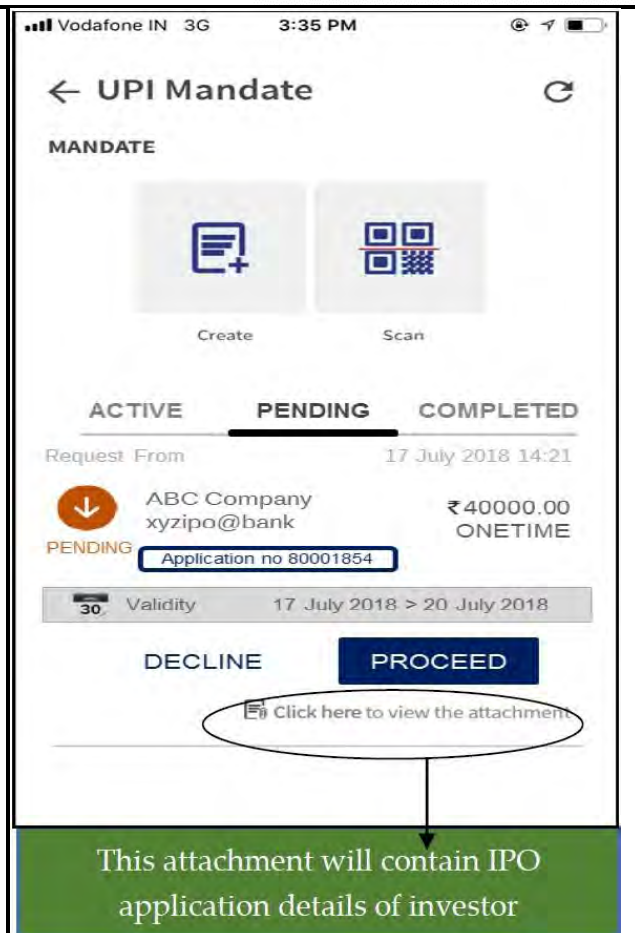 Vodafone IN 3G 3:35 PM
← UPI Mandate
MANDATE
Create Scan
ACTIVE PENDING COMPLETED
Request From 17 July 2018 14:21
ABC Company ₹40000.00
xyzipo@bank ONETIME
PENDING
Application no 80001854
30 Validity 17 July 2018 > 20 July 2018
DECLINE PROCEED
Click here to view the attachment
This attachment will contain IPO
application details of investor